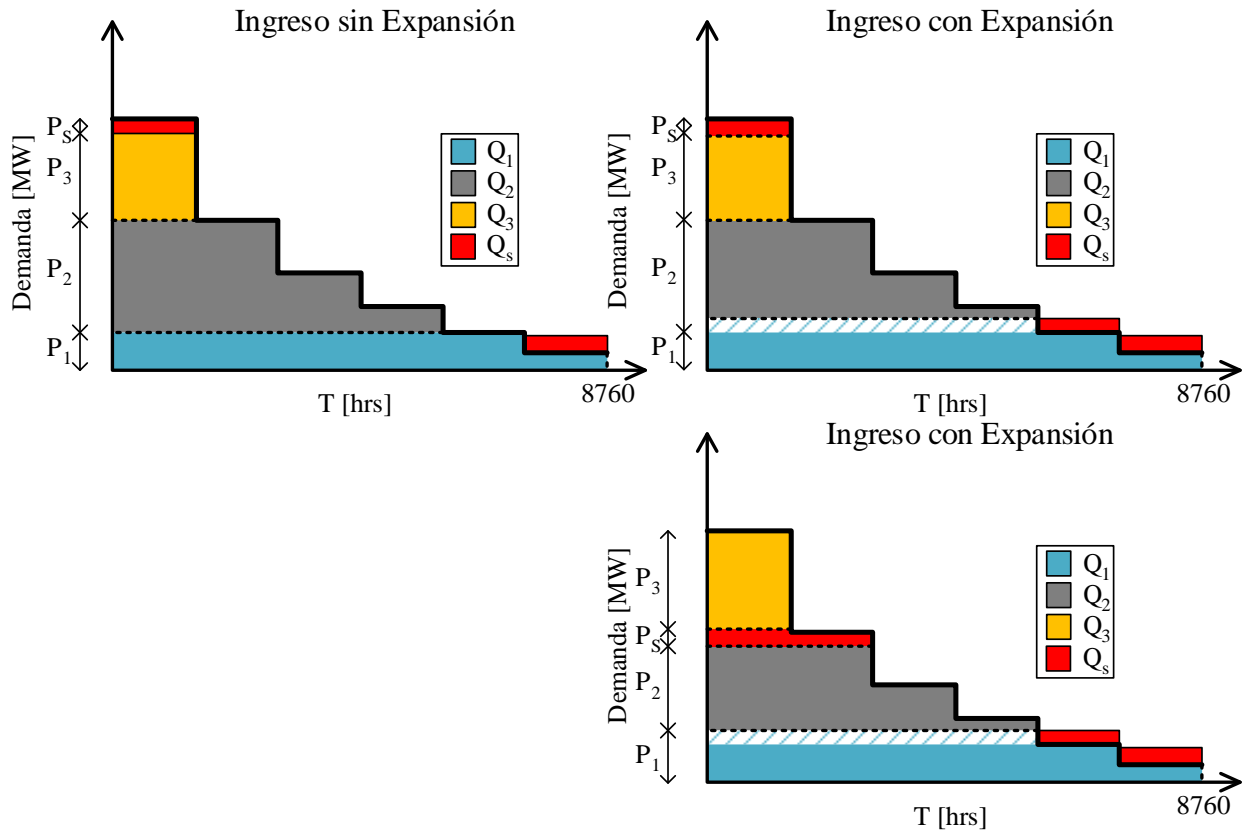 Ingreso sin Expansión
Demanda [MW]
P_S
P_3
P_2
P_1
Q_1
Q_2
Q_3
Q_s
T [hrs]
8760
Ingreso con Expansión
Demanda [MW]
P_S
P_3
P_2
P_1
Q_1
Q_2
Q_3
Q_s
T [hrs]
8760
Ingreso con Expansión
Demanda [MW]
P_3
P_S
P_2
P_1
Q_1
Q_2
Q_3
Q_s
T [hrs]
8760